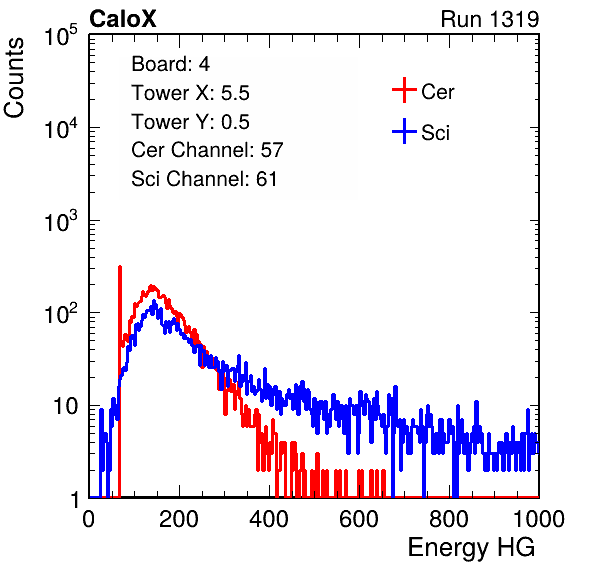 CaloX Run 1319
Counts
Board: 4
Tower X: 5.5
Tower Y: 0.5
Cer Channel: 57
Sci Channel: 61
Cer
Sci
10^5
10^4
10^3
10^2
10
1
0 200 400 600 800 1000
Energy HG